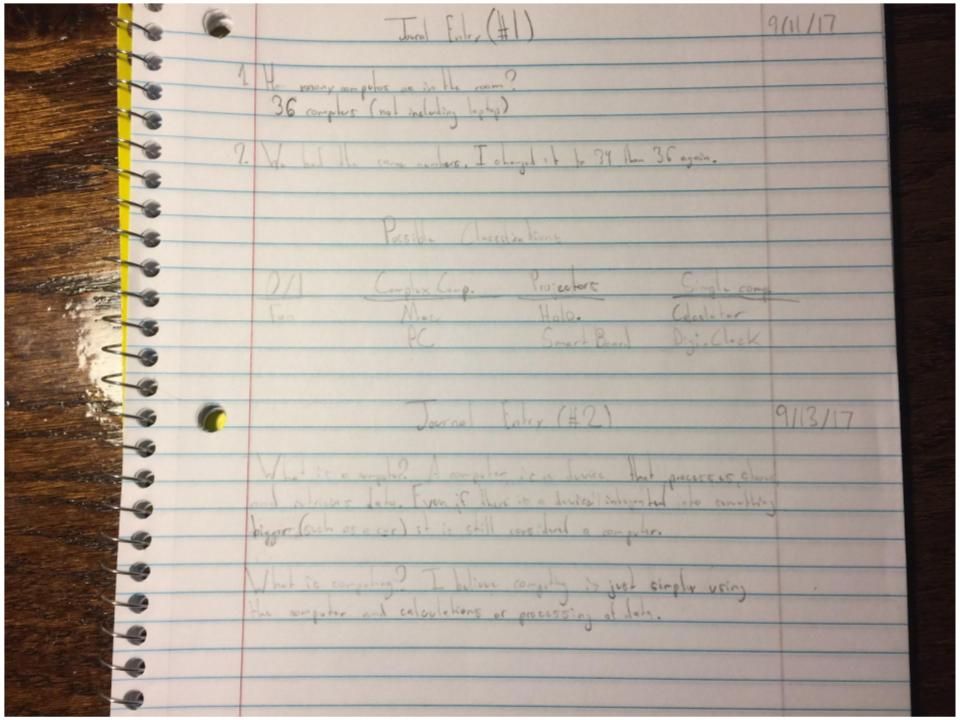 Joural Entry (#1) 9/11/17
1. How many computers are in the room?
36 computers (not including laptops)
2. We had the same numbers. I changed it to 34 then 36 again.
Possible
0/1 Complex Comp. Projectors Simple comp.
Fan Mac Holo. Calculator
PC Smart Board Digi. Clock
Journal Entry (#2) 9/13/17
What is a computer? A computer is a device that processes, stores
and data. Even if there is a device integrated into something
bigger (such as a car) it is still considered a computer.
What is computing? I believe computing is just simply using
the computer and calculations or processing of data.